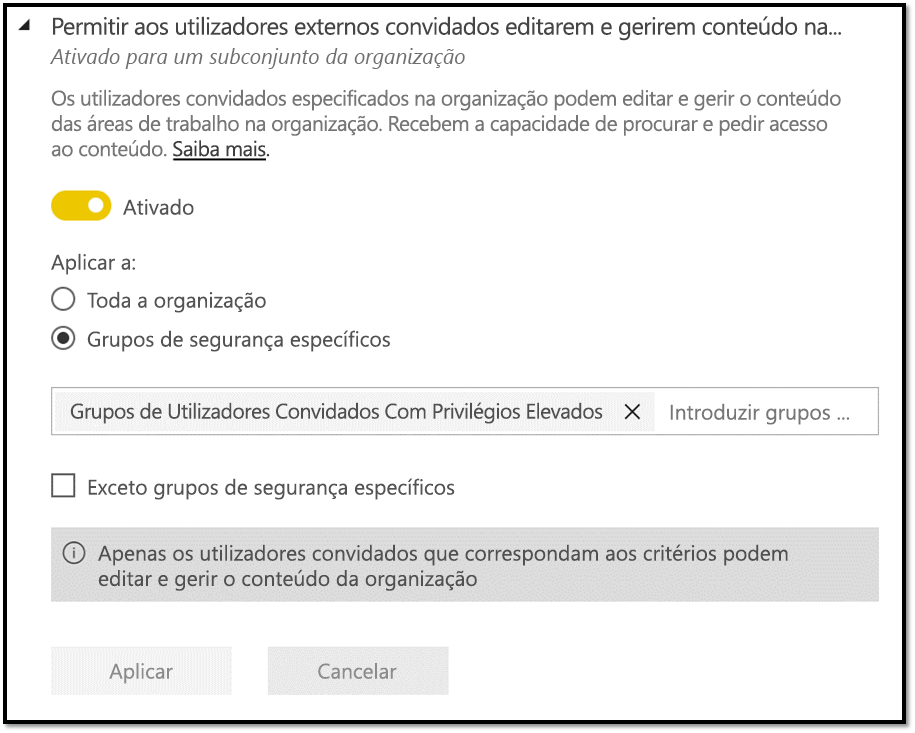 Permitir aos utilizadores externos convidados editarem e gerirem conteúdo na...
Ativado para um subconjunto da organização
Os utilizadores convidados especificados na organização podem editar e gerir o conteúdo
das áreas de trabalho na organização. Recebem a capacidade de procurar e pedir acesso
ao conteúdo. Saiba mais.
Ativado
Aplicar a:
Toda a organização
Grupos de segurança específicos
Grupos de Utilizadores Convidados Com Privilégios Elevados Introduzir grupos ...
Exceto grupos de segurança específicos
Apenas os utilizadores convidados que correspondam aos critérios podem
editar e gerir o conteúdo da organização
Aplicar Cancelar